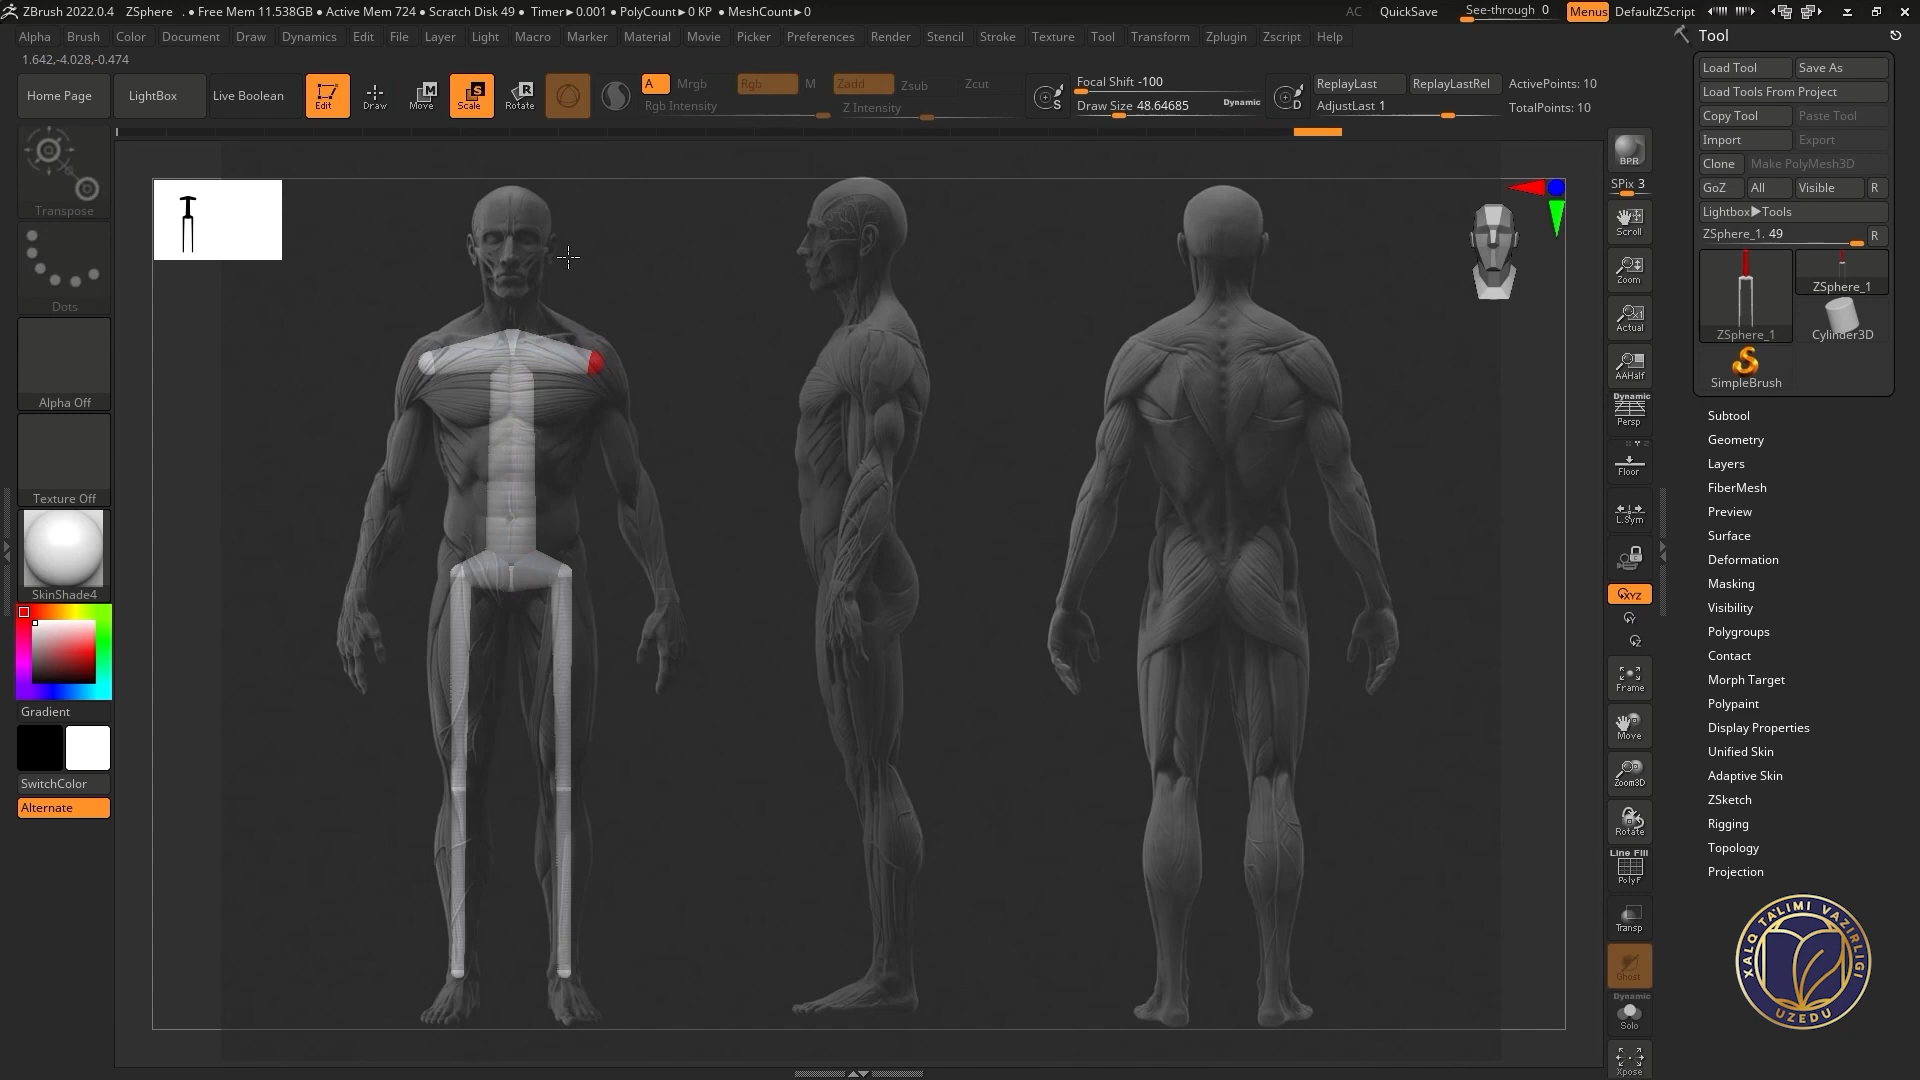 ZBrush 2022.0.4 ZSphere . • Free Mem 11.538GB • Active Mem 724 • Scratch Disk 49 • Timer►0.001 • PolyCount►0 KP • MeshCount►0 AC QuickSave See-through 0 Menus DefaultZScript
Alpha Brush Color Document Draw Dynamics Edit File Layer Light Macro Marker Material Movie Picker Preferences Render Stencil Stroke Texture Tool Transform Zplugin Zscript Help
1.642,-4.028,-0.474
Home Page LightBox Live Boolean Edit Draw Move Scale Rotate
A Mrgb Rgb M Zadd Zsub Zcut
Rgb Intensity Z Intensity
S Focal Shift -100
Draw Size 48.64685 Dynamic
D ReplayLast ReplayLastRel ActivePoints: 10
AdjustLast 1 TotalPoints: 10
Transpose
Dots
Alpha Off
Texture Off
SkinShade4
Gradient
SwitchColor
Alternate
BPR
SPix 3
Scroll
Zoom
Actual
AAHalf
Dynamic
Persp
Floor
L.Sym
XYZ
Y
Z
Frame
Move
Zoom3D
Rotate
Line Fill
PolyF
Transp
Ghost
Dynamic
Solo
Xpose
Tool
Load Tool Save As
Load Tools From Project
Copy Tool Paste Tool
Import Export
Clone Make PolyMesh3D
GoZ All Visible R
Lightbox►Tools
ZSphere_1. 49 R
ZSphere_1 ZSphere_1
Cylinder3D
SimpleBrush
Subtool
Geometry
Layers
FiberMesh
Preview
Surface
Deformation
Masking
Visibility
Polygroups
Contact
Morph Target
Polypaint
Display Properties
Unified Skin
Adaptive Skin
ZSketch
Rigging
Topology
Projection
XALQ TA'LIMI VAZIRLIGI
UZEDU